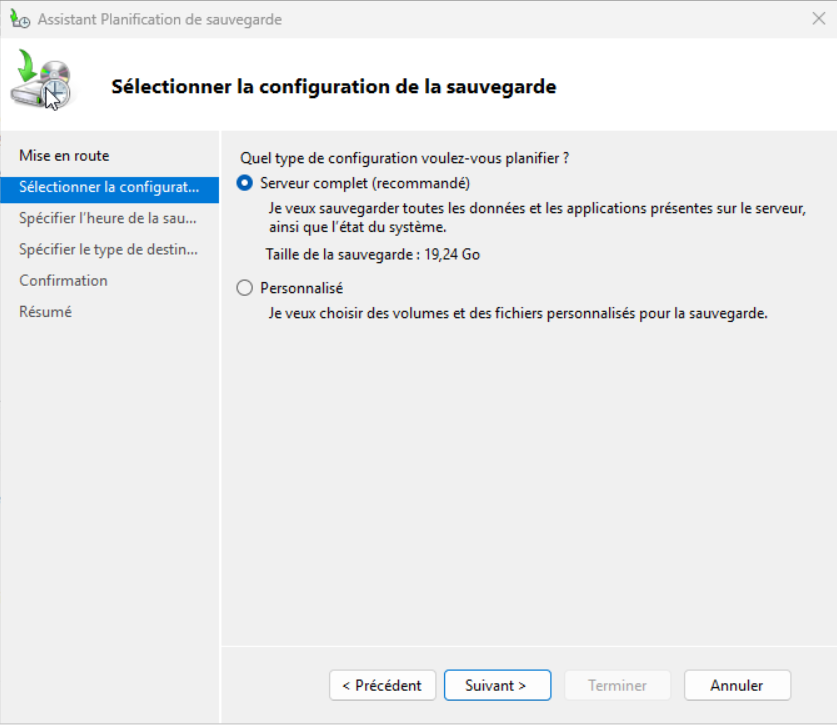 Assistant Planification de sauvegarde
Sélectionner la configuration de la sauvegarde
Mise en route
Sélectionner la configurat...
Spécifier l'heure de la sau...
Spécifier le type de destin...
Confirmation
Résumé
Quel type de configuration voulez-vous planifier ?
Serveur complet (recommandé)
Je veux sauvegarder toutes les données et les applications présentes sur le serveur,
ainsi que l'état du système.
Taille de la sauvegarde : 19,24 Go
Personnalisé
Je veux choisir des volumes et des fichiers personnalisés pour la sauvegarde.
< Précédent
Suivant >
Terminer
Annuler